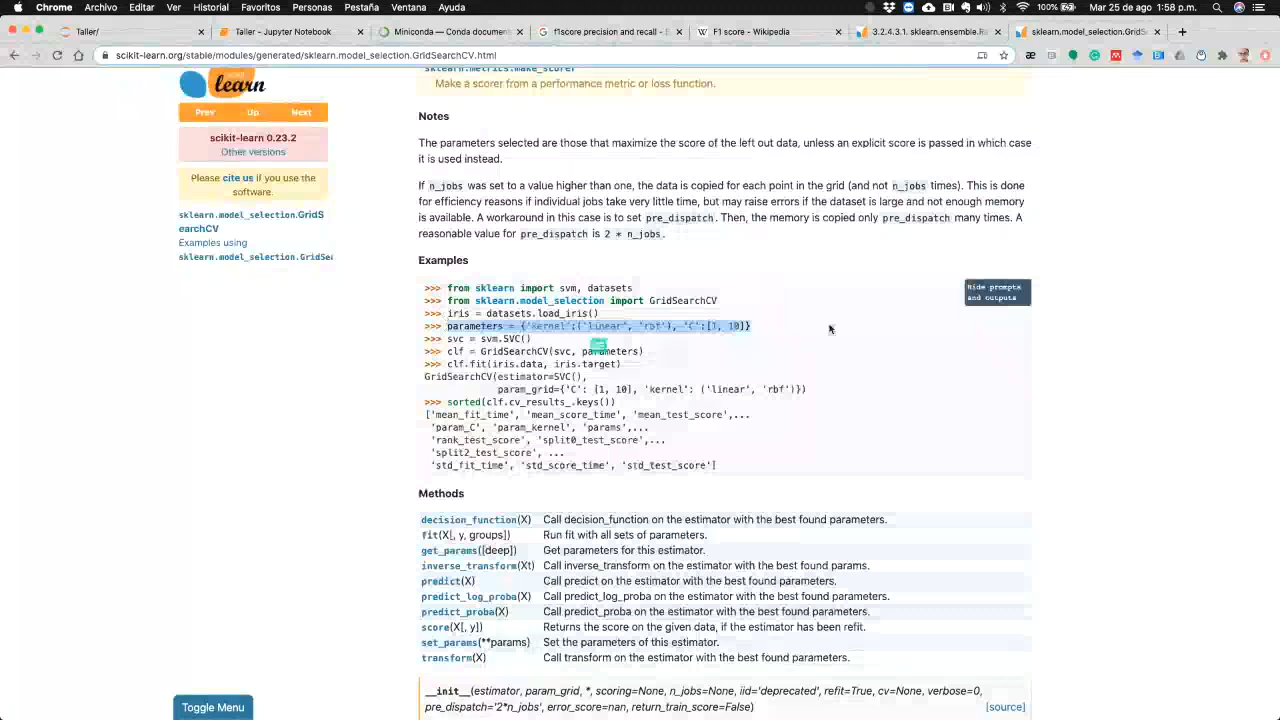 Chrome Archivo Editar Ver Historial Favoritos Personas Pestaña Ventana Ayuda
100% Mar 25 de ago 1:58 p.m.
Taller/
Taller - Jupyter Notebook
Miniconda — Conda documenta
f1score precision and recall - B
F1 score - Wikipedia
3.2.4.3.1. sklearn.ensemble.Ra
sklearn.model_selection.GridSe
scikit-learn.org/stable/modules/generated/sklearn.model_selection.GridSearchCV.html
learn
Prev Up Next
scikit-learn 0.23.2
Other versions
Please cite us if you use the
software.
sklearn.model_selection.GridS
earchCV
Examples using
sklearn.model_selection.GridSea
sklearn.metrics.make_scorer
Make a scorer from a performance metric or loss function.
Notes
The parameters selected are those that maximize the score of the left out data, unless an explicit score is passed in which case
it is used instead.
If n_jobs was set to a value higher than one, the data is copied for each point in the grid (and not n_jobs times). This is done
for efficiency reasons if individual jobs take very little time, but may raise errors if the dataset is large and not enough memory
is available. A workaround in this case is to set pre_dispatch. Then, the memory is copied only pre_dispatch many times. A
reasonable value for pre_dispatch is 2 * n_jobs.
Examples
Hide prompts
and outputs
>>> from sklearn import svm, datasets
>>> from sklearn.model_selection import GridSearchCV
>>> iris = datasets.load_iris()
>>> parameters = {'kernel':('linear', 'rbf'), 'C':[1, 10]}
>>> svc = svm.SVC()
>>> clf = GridSearchCV(svc, parameters)
>>> clf.fit(iris.data, iris.target)
GridSearchCV(estimator=SVC(),
param_grid={'C': [1, 10], 'kernel': ('linear', 'rbf')})
>>> sorted(clf.cv_results_.keys())
['mean_fit_time', 'mean_score_time', 'mean_test_score',...
'param_C', 'param_kernel', 'params',...
'rank_test_score', 'split0_test_score',...
'split2_test_score', ...
'std_fit_time', 'std_score_time', 'std_test_score']
Methods
decision_function(X) Call decision_function on the estimator with the best found parameters.
fit(X[, y, groups]) Run fit with all sets of parameters.
get_params([deep]) Get parameters for this estimator.
inverse_transform(Xt) Call inverse_transform on the estimator with the best found params.
predict(X) Call predict on the estimator with the best found parameters.
predict_log_proba(X) Call predict_log_proba on the estimator with the best found parameters.
predict_proba(X) Call predict_proba on the estimator with the best found parameters.
score(X[, y]) Returns the score on the given data, if the estimator has been refit.
set_params(**params) Set the parameters of this estimator.
transform(X) Call transform on the estimator with the best found parameters.
__init__(estimator, param_grid, *, scoring=None, n_jobs=None, iid='deprecated', refit=True, cv=None, verbose=0,
pre_dispatch='2*n_jobs', error_score=nan, return_train_score=False)
[source]
Toggle Menu